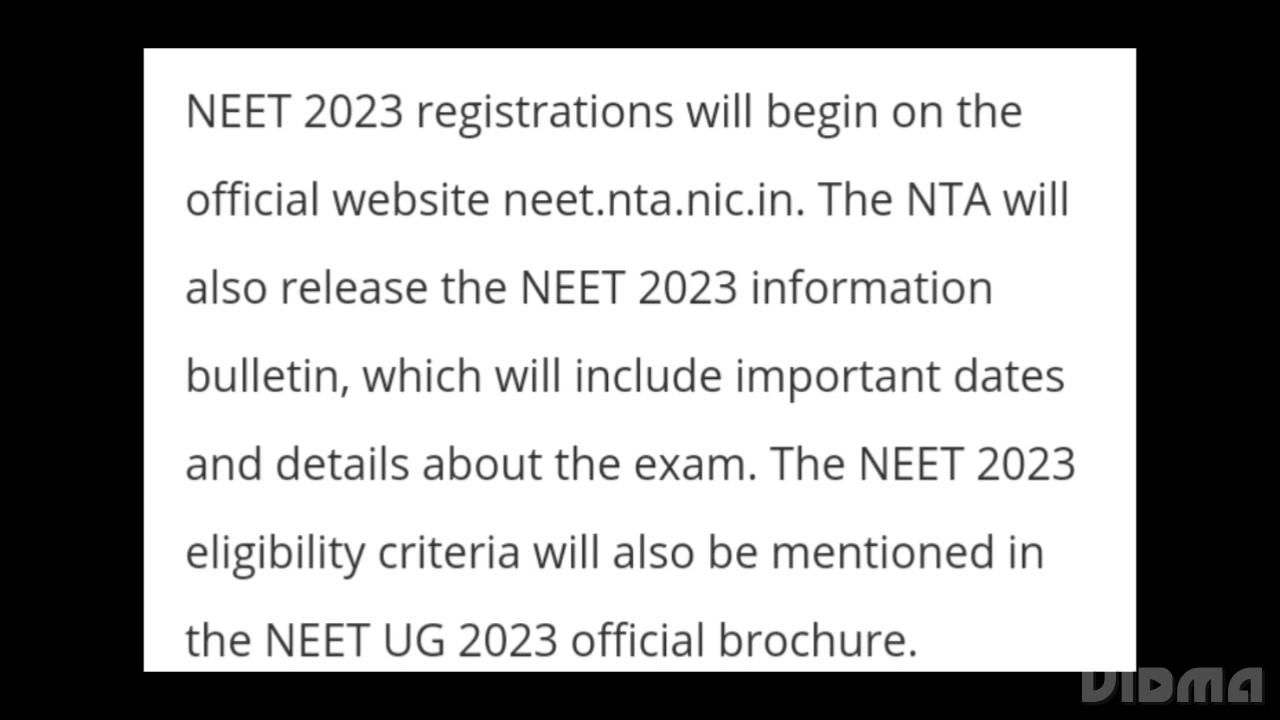 NEET 2023 registrations will begin on the
official website neet.nta.nic.in. The NTA will
also release the NEET 2023 information
bulletin, which will include important dates
and details about the exam. The NEET 2023
eligibility criteria will also be mentioned in
the NEET UG 2023 official brochure.
VIDMA